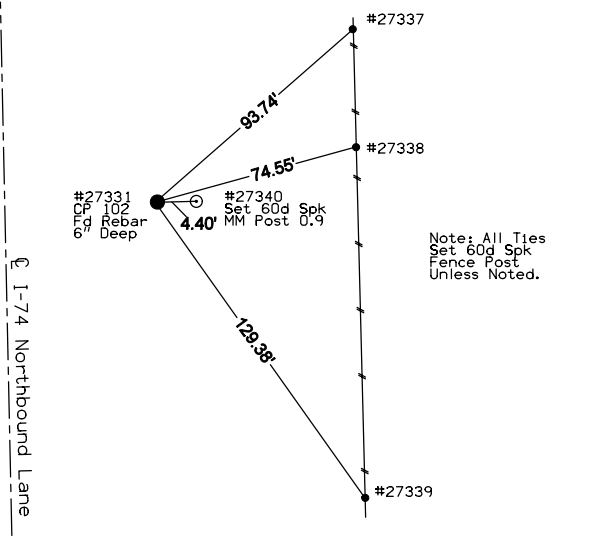 #27337
93.74'
#27338
74.55'
#27331
CP 102
Fd Rebar
6" Deep
#27340
Set 60d Spk
MM Post 0.9
4.40'
Note: All Ties
Set 60d Spk
Fence Post
Unless Noted.
℄ I-74 Northbound Lane
129.38'
#27339